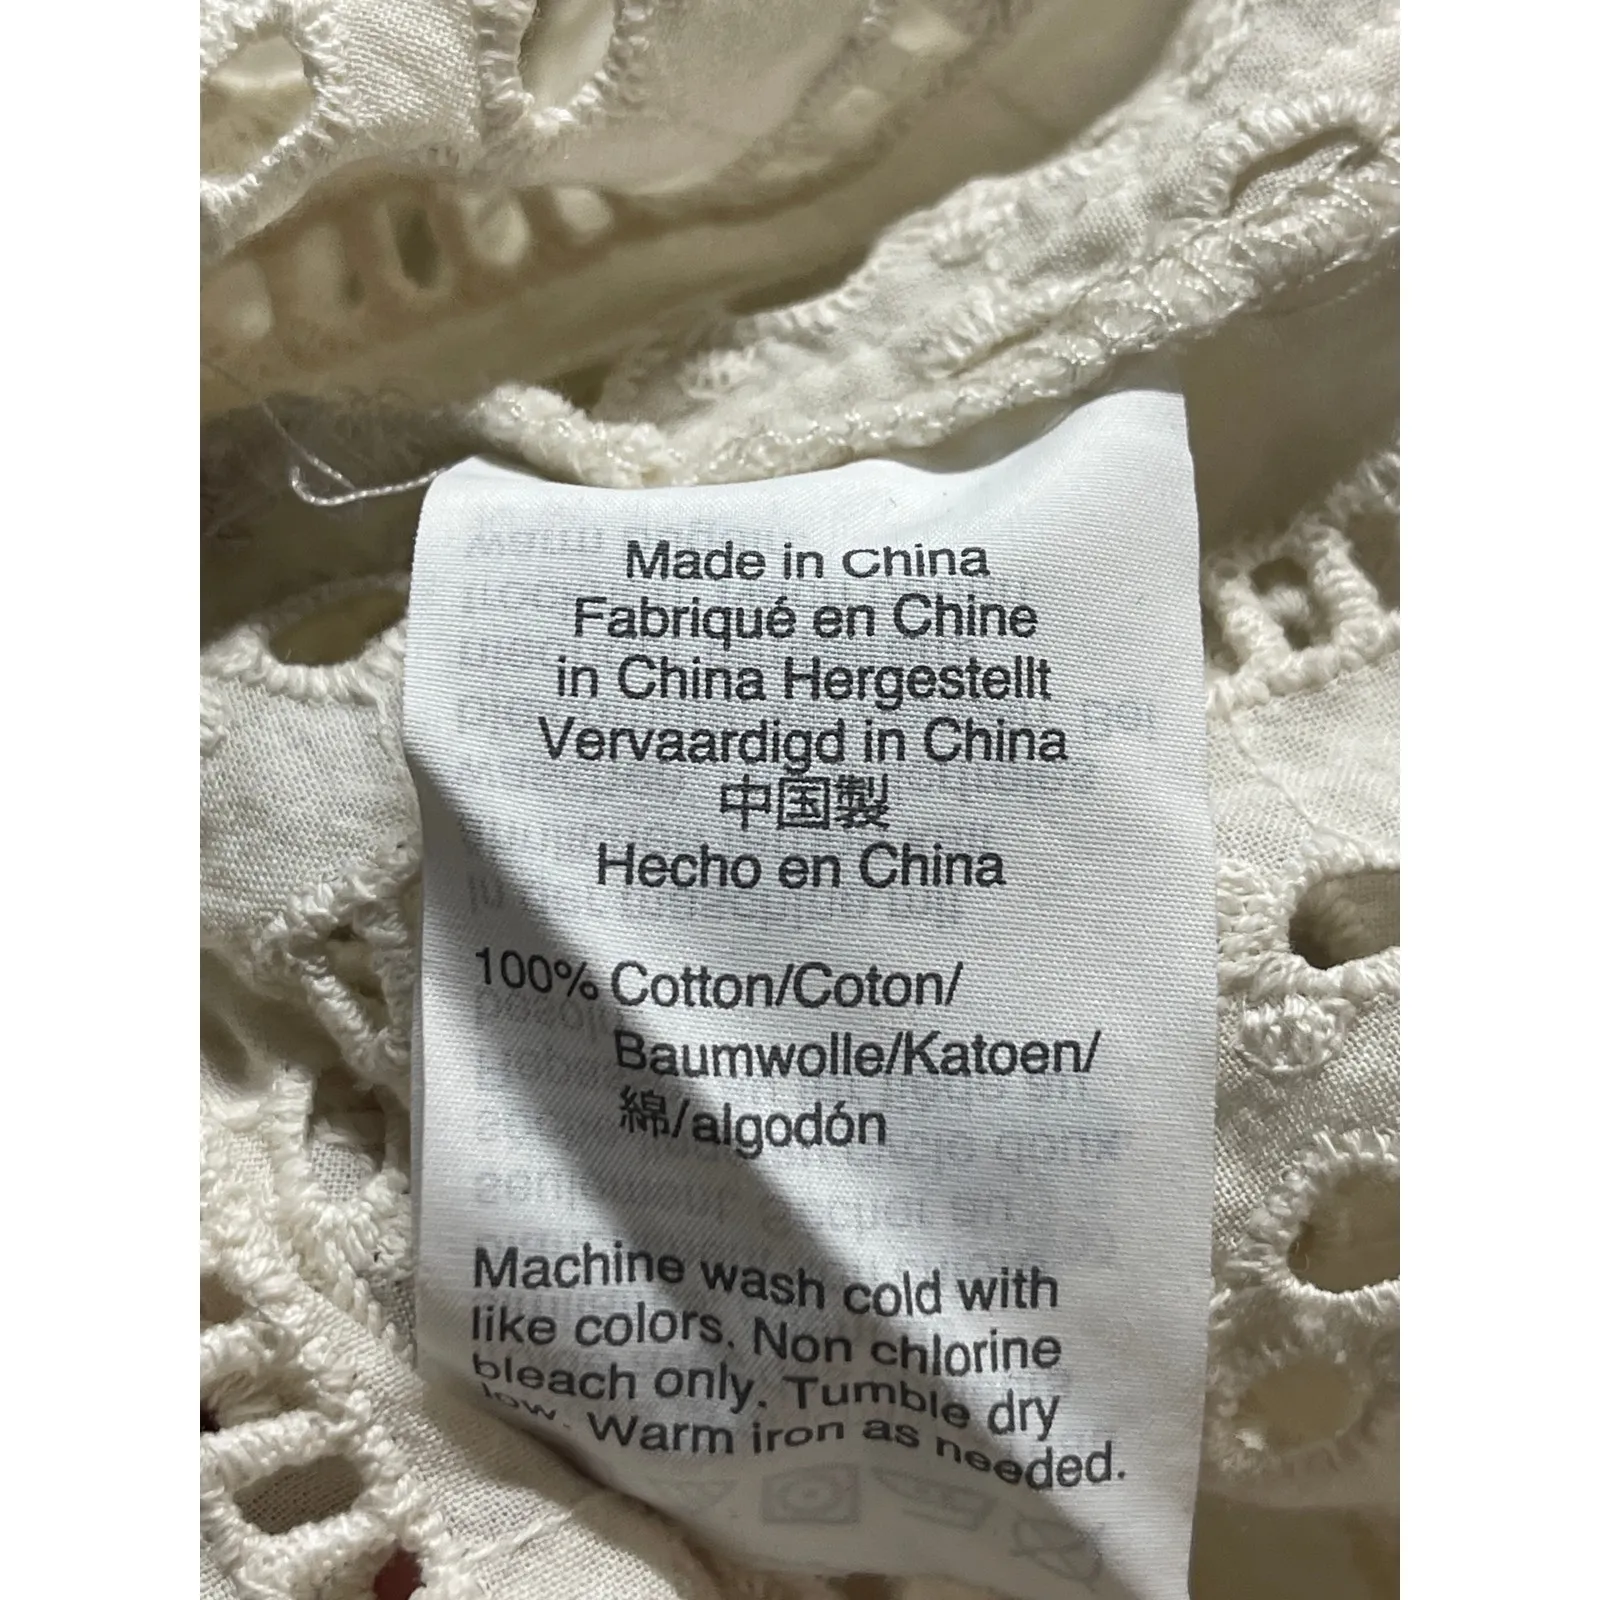 Made in China
Fabriqué en Chine
in China Hergestellt
Vervaardigd in China
中国製
Hecho en China
100% Cotton/Coton/
Baumwolle/Katoen/
綿/algodón
Machine wash cold with
like colors. Non chlorine
bleach only. Tumble dry
low. Warm iron as needed.